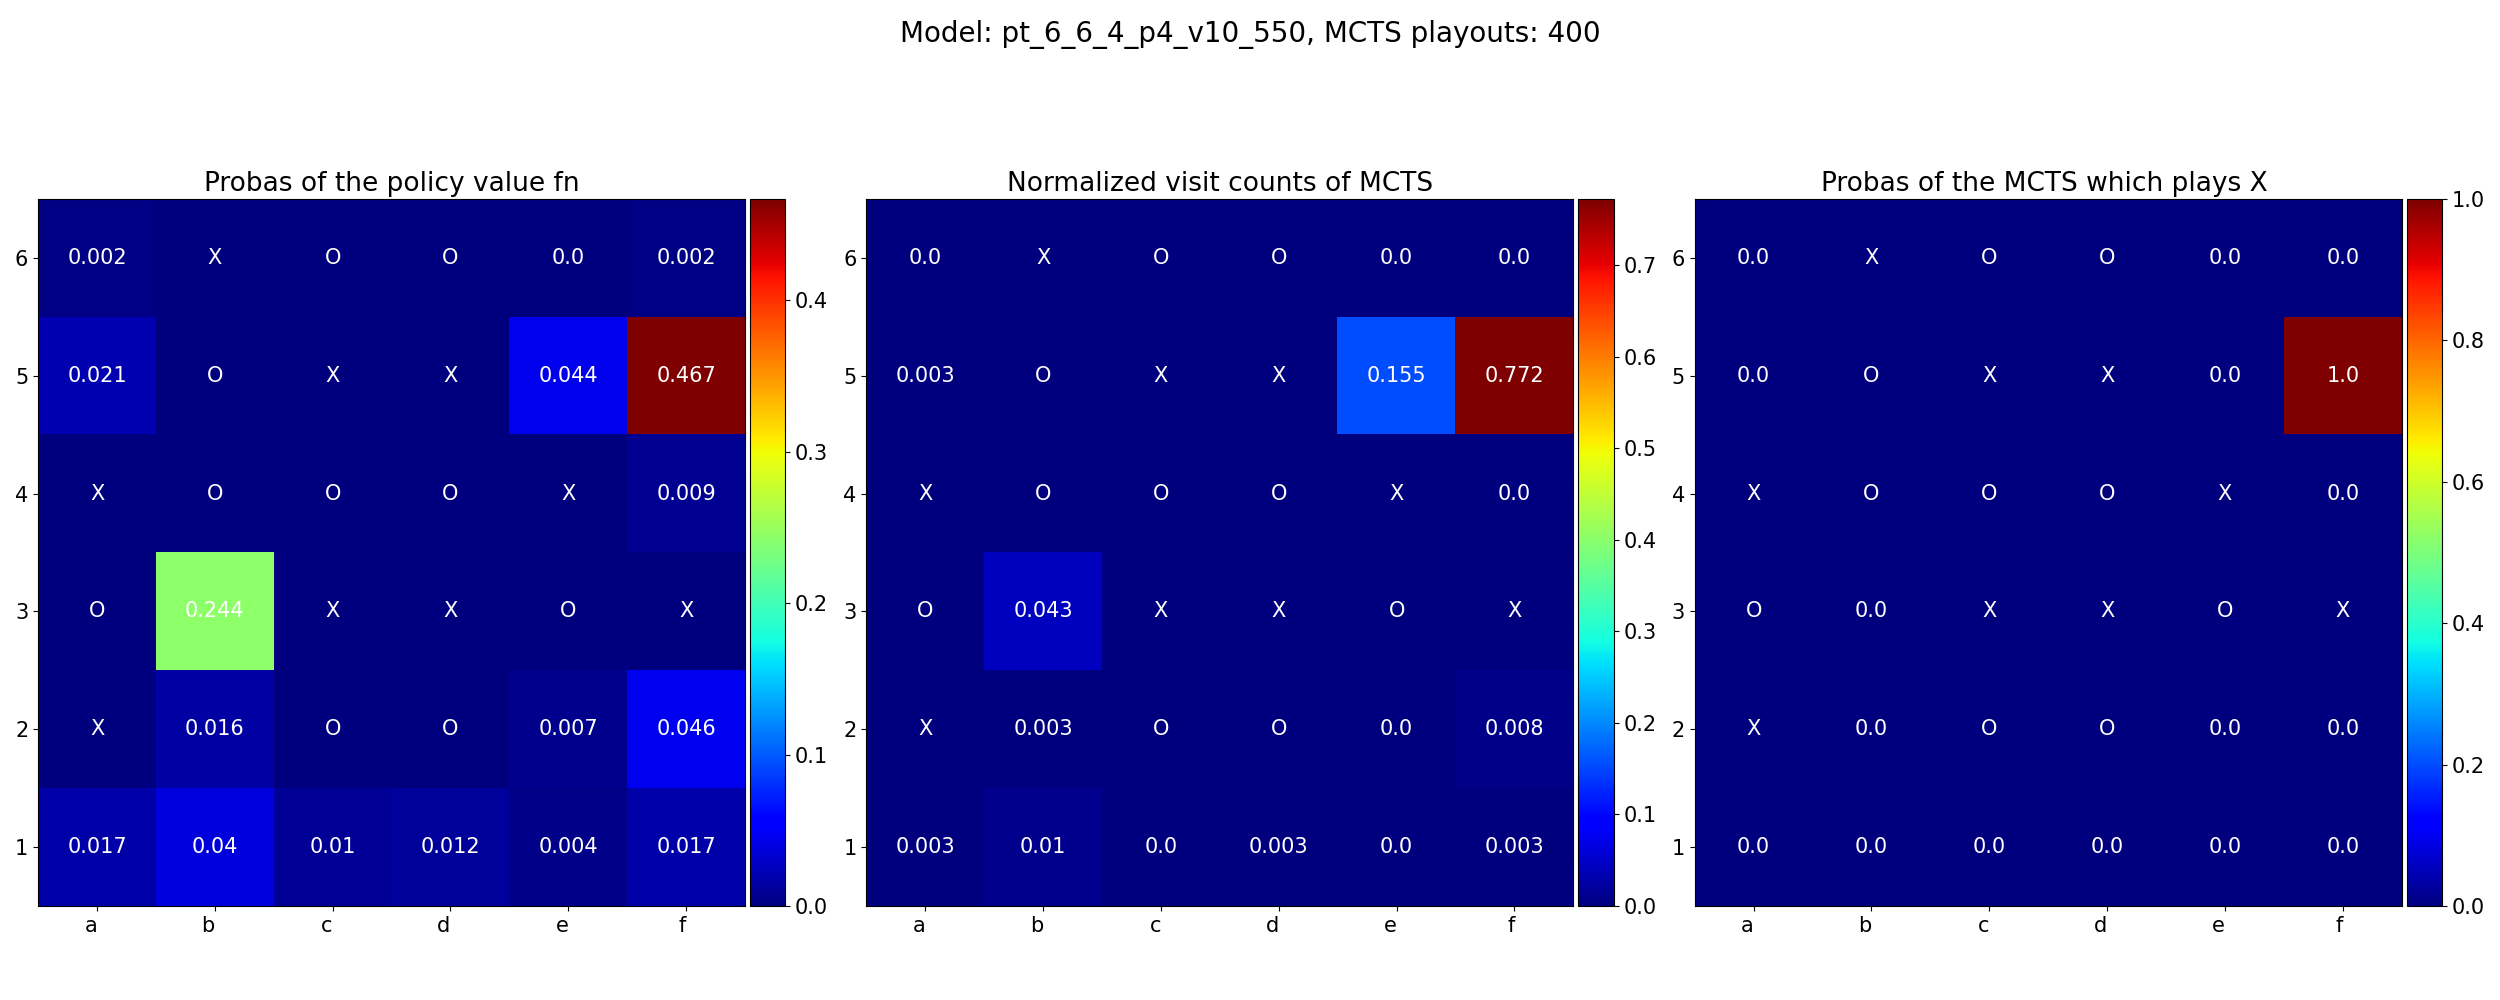 Model: pt_6_6_4_p4_v10_550, MCTS playouts: 400
Probas of the policy value fn
6 0.002 X O O 0.0 0.002
5 0.021 O X X 0.044 0.467
4 X O O O X 0.009
3 O 0.244 X X O X
2 X 0.016 O O 0.007 0.046
1 0.017 0.04 0.01 0.012 0.004 0.017
a b c d e f
0.4
0.3
0.2
0.1
0.0
Normalized visit counts of MCTS
6 0.0 X O O 0.0 0.0
5 0.003 O X X 0.155 0.772
4 X O O O X 0.0
3 O 0.043 X X O X
2 X 0.003 O O 0.0 0.008
1 0.003 0.01 0.0 0.003 0.0 0.003
a b c d e f
0.7
0.6
0.5
0.4
0.3
0.2
0.1
0.0
Probas of the MCTS which plays X
6 0.0 X O O 0.0 0.0
5 0.0 O X X 0.0 1.0
4 X O O O X 0.0
3 O 0.0 X X O X
2 X 0.0 O O 0.0 0.0
1 0.0 0.0 0.0 0.0 0.0 0.0
a b c d e f
1.0
0.8
0.6
0.4
0.2
0.0